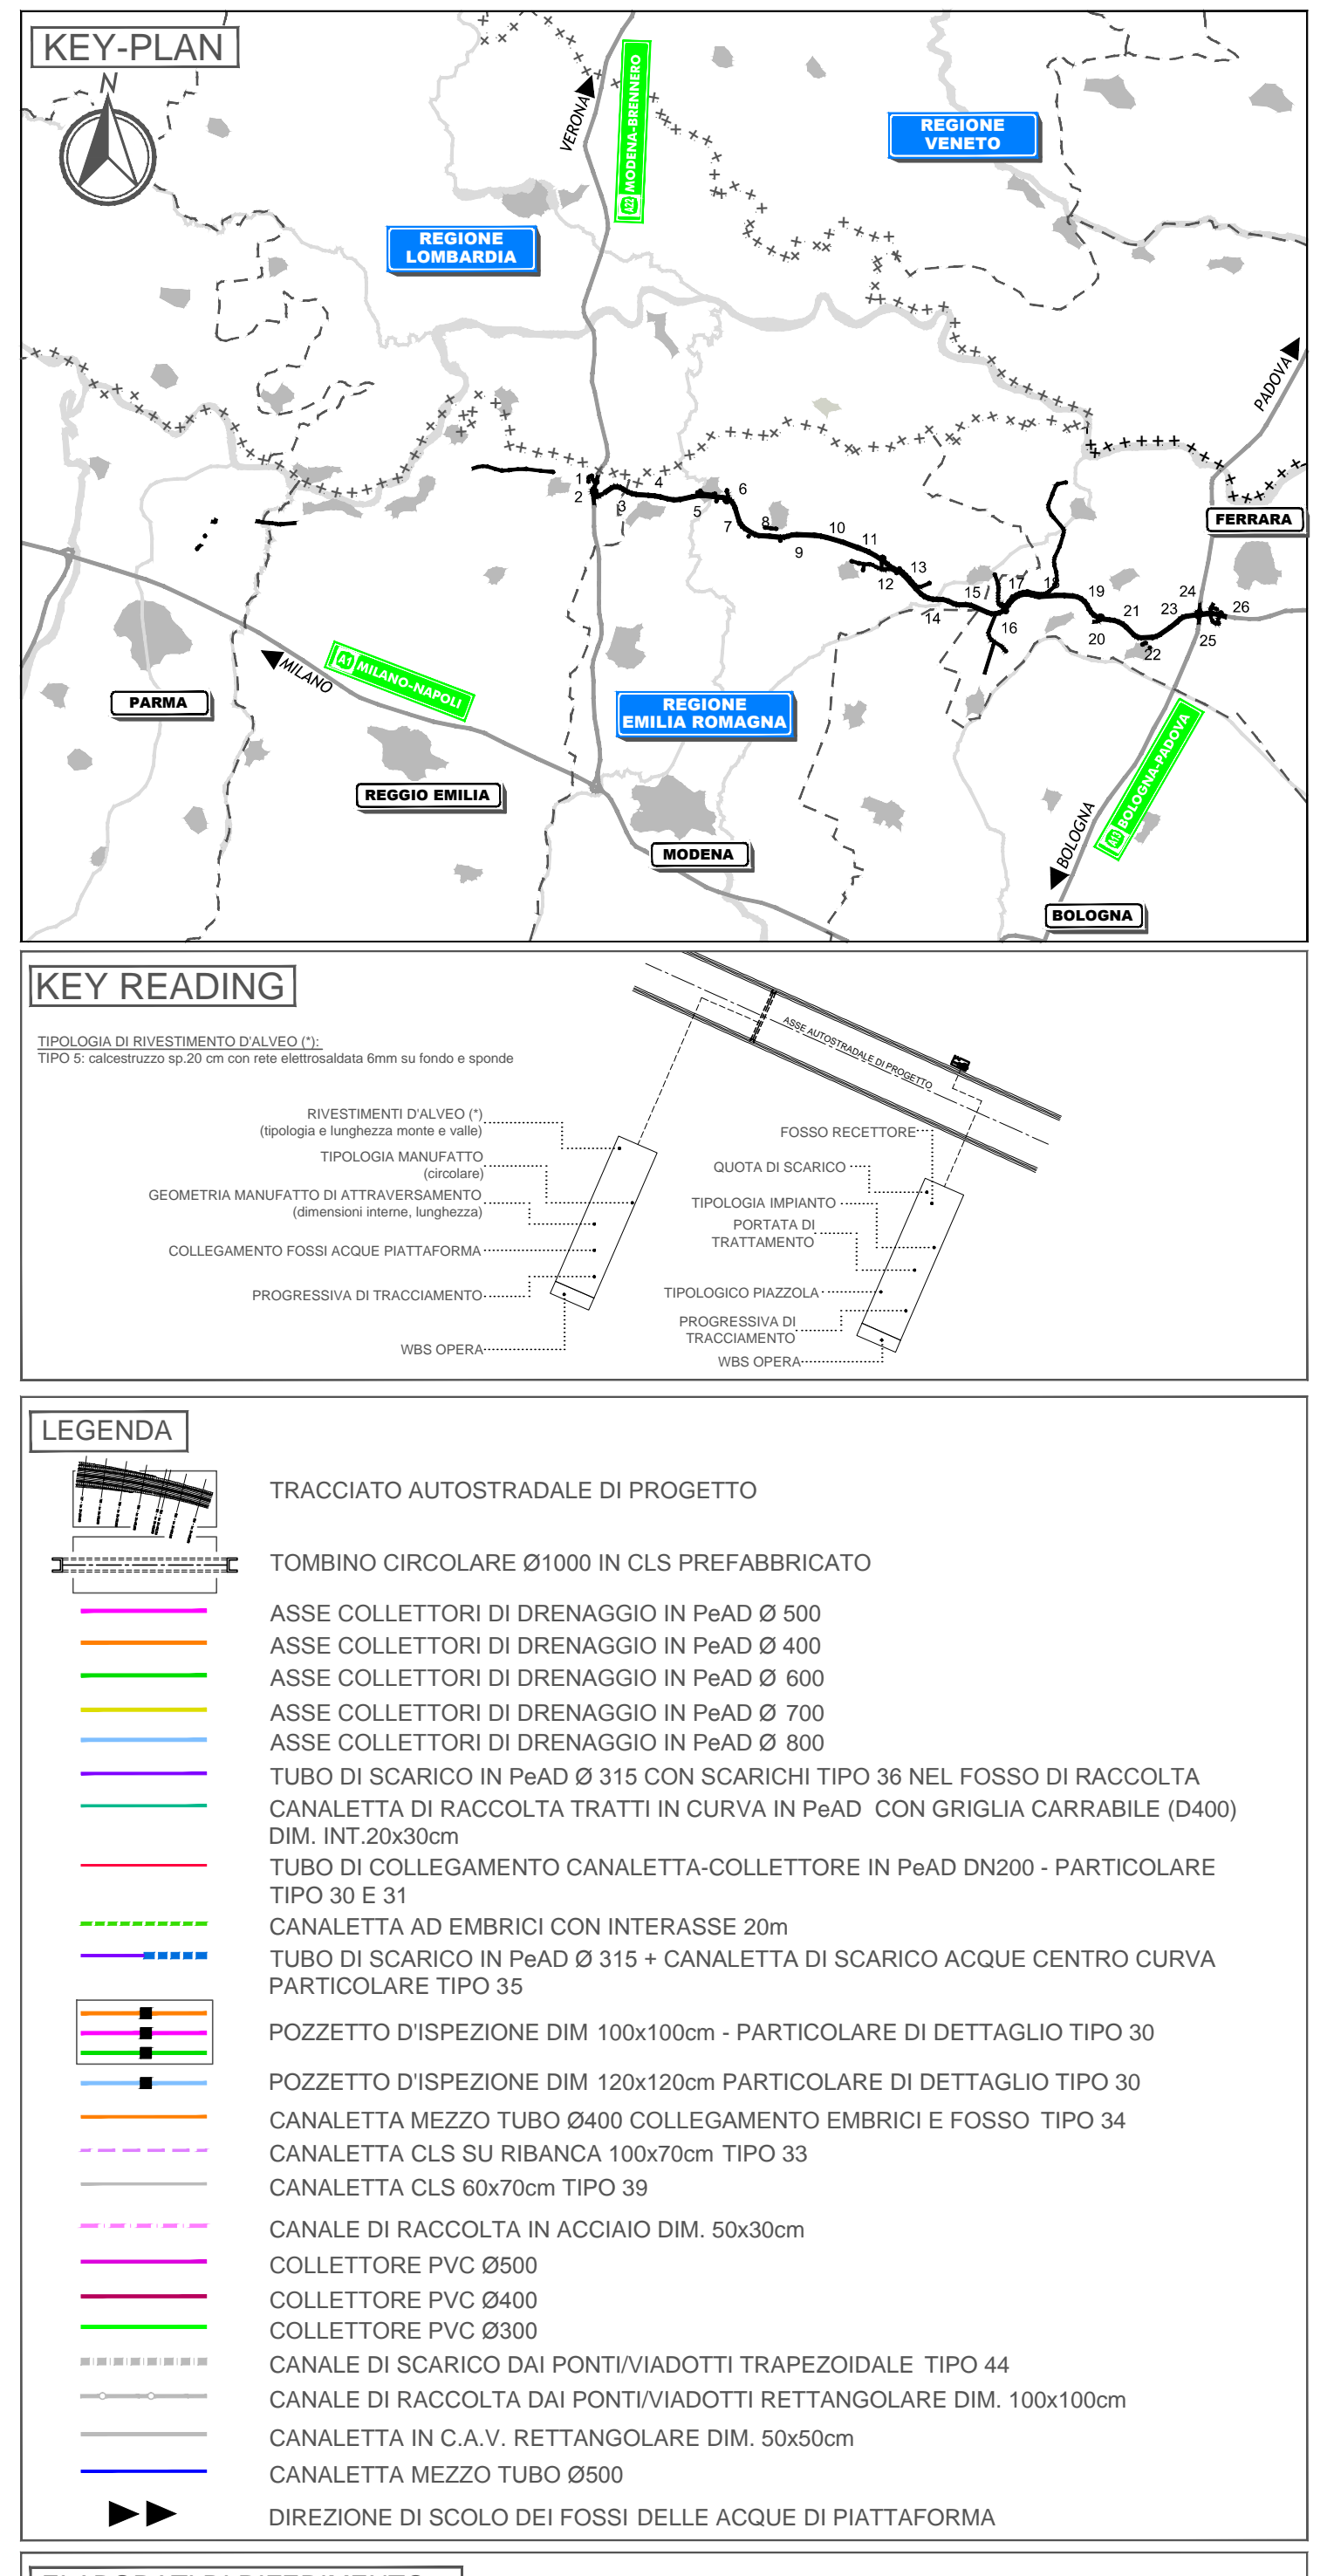 KEY-PLAN
N
VERONA
A22 MODENA-BRENNERO
REGIONE
VENETO
REGIONE
LOMBARDIA
PADOVA
FERRARA
1
2
3
4
5
6
7
8
9
10
11
12
13
14
15
16
17
18
19
20
21
22
23
24
25
26
MILANO
A1 MILANO-NAPOLI
PARMA
REGIONE
EMILIA ROMAGNA
REGGIO EMILIA
MODENA
BOLOGNA
A13 BOLOGNA-PADOVA
BOLOGNA
KEY READING
TIPOLOGIA DI RIVESTIMENTO D'ALVEO (*):
TIPO 5: calcestruzzo sp.20 cm con rete elettrosaldata 6mm su fondo e sponde
ASSE AUTOSTRADALE DI PROGETTO
RIVESTIMENTI D'ALVEO (*)
(tipologia e lunghezza monte e valle)
TIPOLOGIA MANUFATTO
(circolare)
GEOMETRIA MANUFATTO DI ATTRAVERSAMENTO
(dimensioni interne, lunghezza)
COLLEGAMENTO FOSSI ACQUE PIATTAFORMA
PROGRESSIVA DI TRACCIAMENTO
WBS OPERA
FOSSO RECETTORE
QUOTA DI SCARICO
TIPOLOGIA IMPIANTO
PORTATA DI
TRATTAMENTO
TIPOLOGICO PIAZZOLA
PROGRESSIVA DI
TRACCIAMENTO
WBS OPERA
LEGENDA
TRACCIATO AUTOSTRADALE DI PROGETTO
TOMBINO CIRCOLARE Ø1000 IN CLS PREFABBRICATO
ASSE COLLETTORI DI DRENAGGIO IN PeAD Ø 500
ASSE COLLETTORI DI DRENAGGIO IN PeAD Ø 400
ASSE COLLETTORI DI DRENAGGIO IN PeAD Ø 600
ASSE COLLETTORI DI DRENAGGIO IN PeAD Ø 700
ASSE COLLETTORI DI DRENAGGIO IN PeAD Ø 800
TUBO DI SCARICO IN PeAD Ø 315 CON SCARICHI TIPO 36 NEL FOSSO DI RACCOLTA
CANALETTA DI RACCOLTA TRATTI IN CURVA IN PeAD CON GRIGLIA CARRABILE (D400)
DIM. INT.20x30cm
TUBO DI COLLEGAMENTO CANALETTA-COLLETTORE IN PeAD DN200 - PARTICOLARE
TIPO 30 E 31
CANALETTA AD EMBRICI CON INTERASSE 20m
TUBO DI SCARICO IN PeAD Ø 315 + CANALETTA DI SCARICO ACQUE CENTRO CURVA
PARTICOLARE TIPO 35
POZZETTO D'ISPEZIONE DIM 100x100cm - PARTICOLARE DI DETTAGLIO TIPO 30
POZZETTO D'ISPEZIONE DIM 120x120cm PARTICOLARE DI DETTAGLIO TIPO 30
CANALETTA MEZZO TUBO Ø400 COLLEGAMENTO EMBRICI E FOSSO TIPO 34
CANALETTA CLS SU RIBANCA 100x70cm TIPO 33
CANALETTA CLS 60x70cm TIPO 39
CANALE DI RACCOLTA IN ACCIAIO DIM. 50x30cm
COLLETTORE PVC Ø500
COLLETTORE PVC Ø400
COLLETTORE PVC Ø300
CANALE DI SCARICO DAI PONTI/VIADOTTI TRAPEZOIDALE TIPO 44
CANALE DI RACCOLTA DAI PONTI/VIADOTTI RETTANGOLARE DIM. 100x100cm
CANALETTA IN C.A.V. RETTANGOLARE DIM. 50x50cm
CANALETTA MEZZO TUBO Ø500
DIREZIONE DI SCOLO DEI FOSSI DELLE ACQUE DI PIATTAFORMA